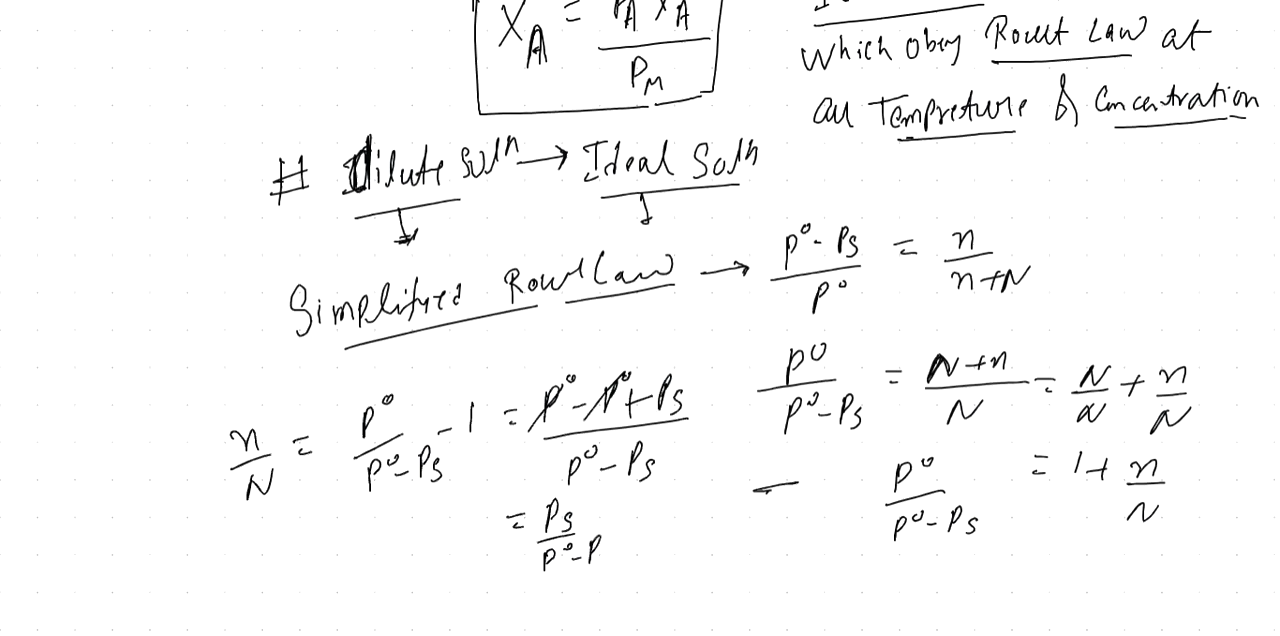 X_A = P_A X_A / P_M
which obey Roult Law at
all Tempreture & Concentration
# Dilute Soln → Ideal Soln
Simplified Roult Law → (P° - Ps) / P° = n / (n+N)
P° / (P° - Ps) = (N+n) / N = N/N + n/N
n/N = P° / (P° - Ps) - 1 = (P° - P° + Ps) / (P° - Ps)
P° / (P° - Ps) = 1 + n/N
= Ps / (P° - P)